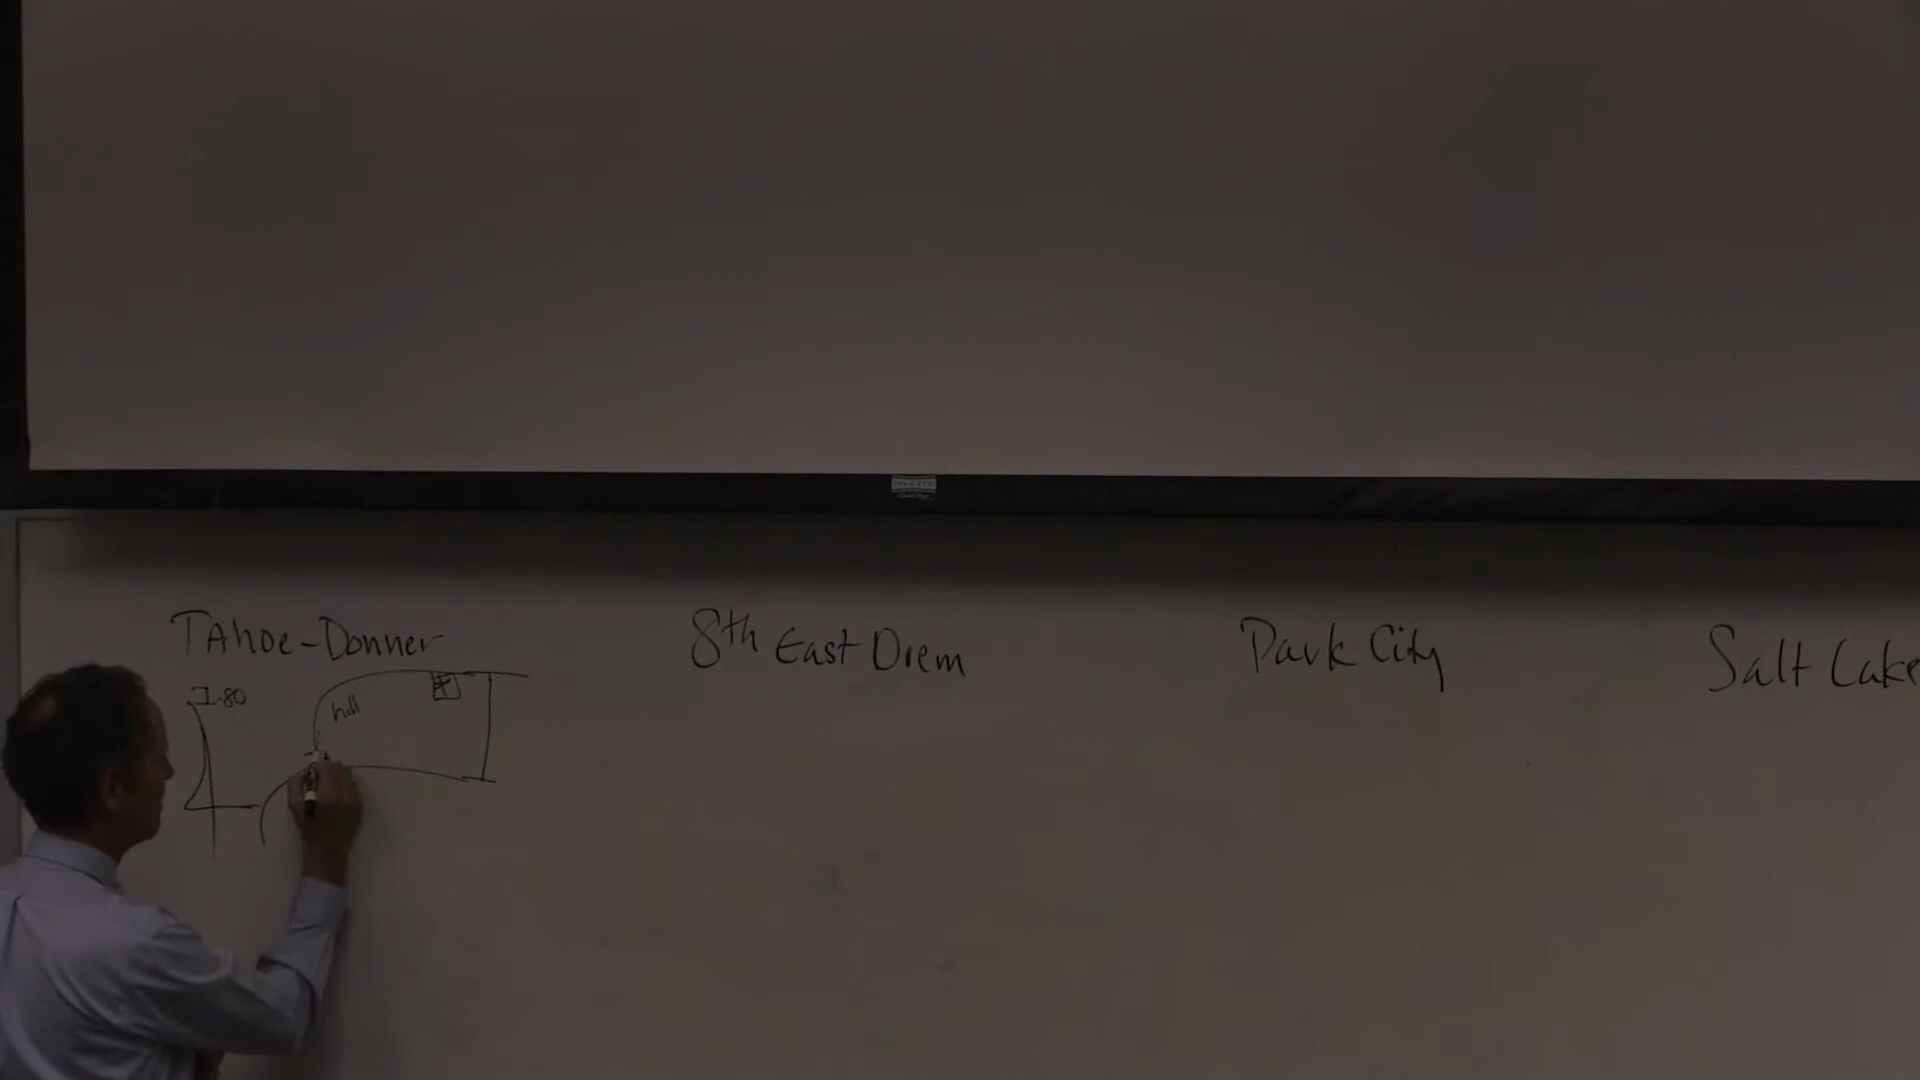 TAhoe-Donner
8th East Orem
Park City
Salt Lake
I-80
hill